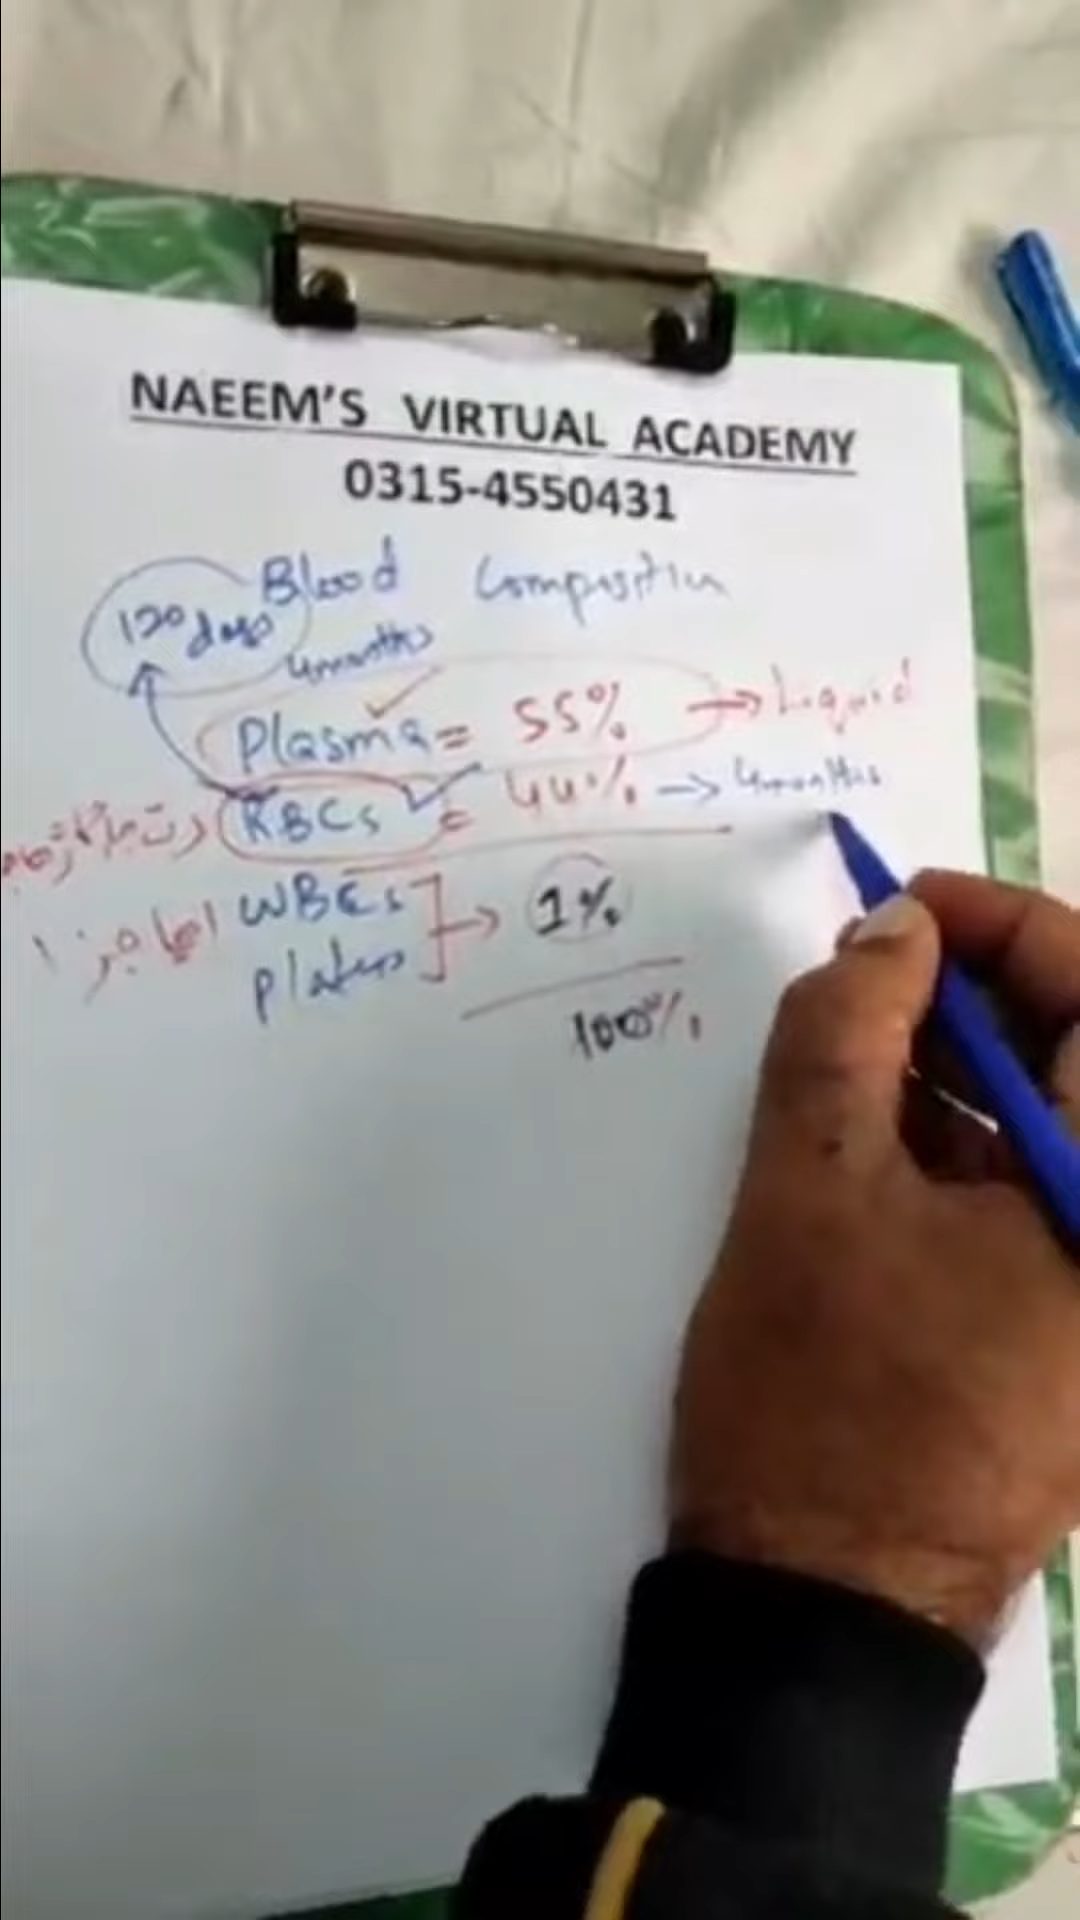 NAEEM'S VIRTUAL ACADEMY
0315-4550431
Blood Composition
120 days
4 months
Plasma = 55% → Liquid
RBCs = 44% → 4 months
WBCs
1%
100%